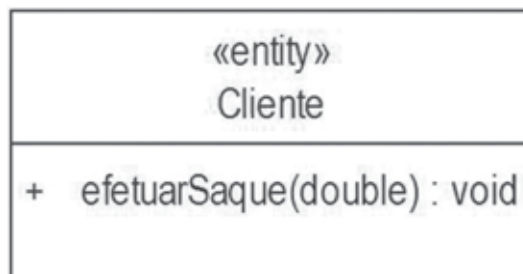 «entity»
Cliente
+ efetuarSaque(double) : void